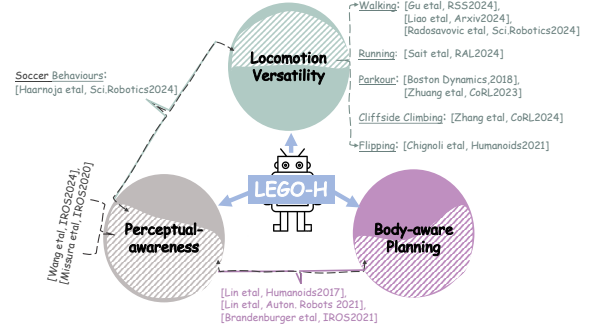 Walking: [Gu etal, RSS2024],
[Liao etal, Arxiv2024],
[Radosavovic etal, Sci.Robotics2024]
Locomotion
Versatility
Running: [Sait etal, RAL2024]
Soccer Behaviours:
[Haarnoja etal, Sci.Robotics2024]
Parkour: [Boston Dynamics,2018],
[Zhuang etal, CoRL2023]
Cliffside Climbing: [Zhang etal, CoRL2024]
Flipping: [Chignoli etal, Humanoids2021]
LEGO-H
[Wang etal, IROS2024],
[Missura etal, IROS2020]
Perceptual-
awareness
Body-aware
Planning
[Lin etal, Humanoids2017],
[Lin etal, Auton. Robots 2021],
[Brandenburger etal, IROS2021]